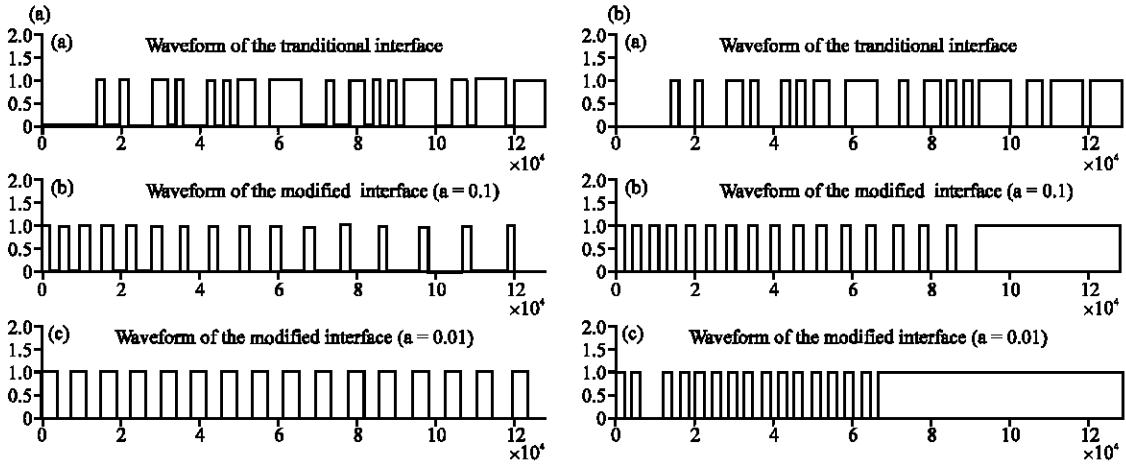 (a)
(a) Waveform of the tranditional interface
2.0
1.5
1.0
0.5
0
0 2 4 6 8 10 12
×10⁴
(b) Waveform of the modified interface (a = 0.1)
2.0
1.5
1.0
0.5
0
0 2 4 6 8 10 12
×10⁴
(c) Waveform of the modified interface (a = 0.01)
2.0
1.5
1.0
0.5
0
0 2 4 6 8 10 12
×10⁴
(b)
(a) Waveform of the tranditional interface
2.0
1.5
1.0
0.5
0
0 2 4 6 8 10 12
×10⁴
(b) Waveform of the modified interface (a = 0.1)
2.0
1.5
1.0
0.5
0
0 2 4 6 8 10 12
×10⁴
(c) Waveform of the modified interface (a = 0.01)
2.0
1.5
1.0
0.5
0
0 2 4 6 8 10 12
×10⁴